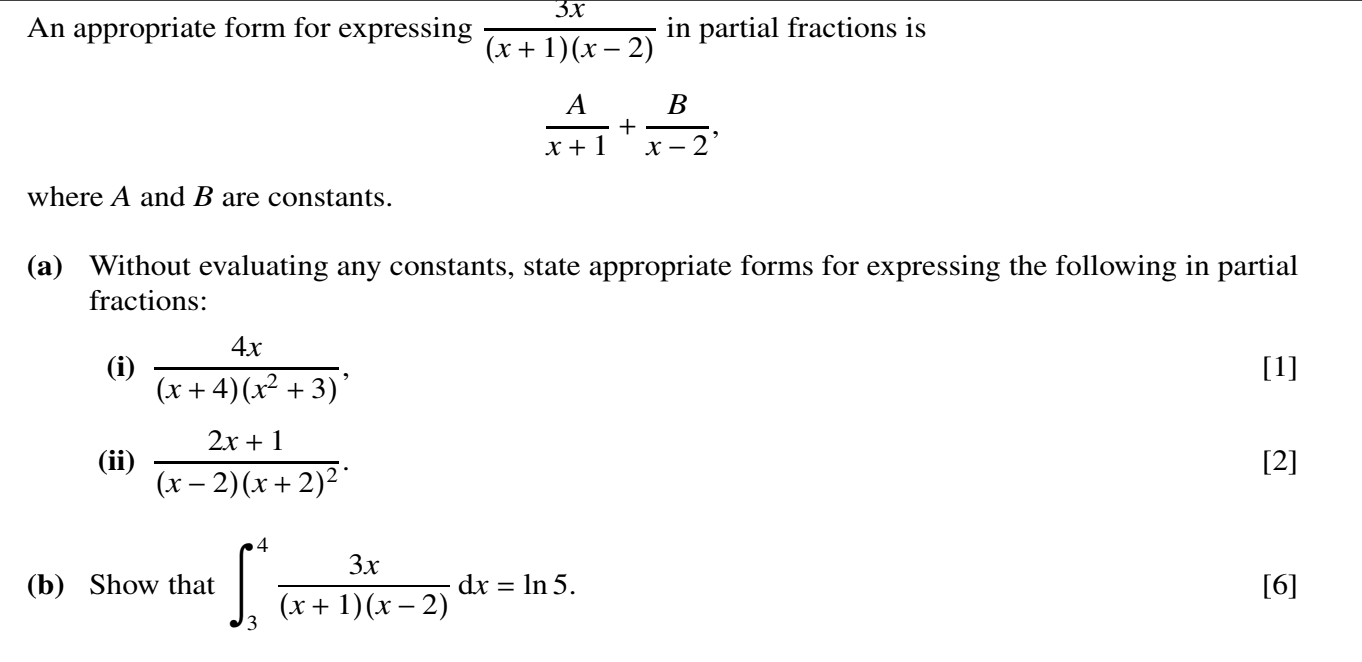 An appropriate form for expressing \frac{3x}{(x + 1)(x − 2)} in partial fractions is
\frac{A}{x + 1} + \frac{B}{x − 2},
where A and B are constants.
(a) Without evaluating any constants, state appropriate forms for expressing the following in partial
fractions:
(i) \frac{4x}{(x + 4)(x^2 + 3)}, [1]
(ii) \frac{2x + 1}{(x − 2)(x + 2)^2}. [2]
(b) Show that \int_3^4 \frac{3x}{(x + 1)(x − 2)} dx = ln 5. [6]